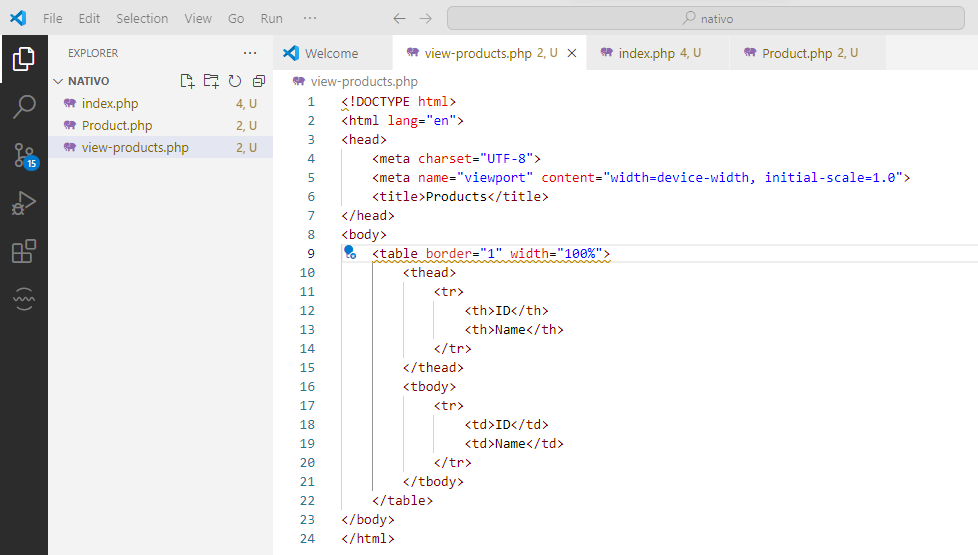 File Edit Selection View Go Run ··· nativo
EXPLORER ···
NATIVO
index.php 4, U
Product.php 2, U
view-products.php 2, U
15
Welcome view-products.php 2, U index.php 4, U Product.php 2, U
view-products.php
1 <!DOCTYPE html>
2 <html lang="en">
3 <head>
4     <meta charset="UTF-8">
5     <meta name="viewport" content="width=device-width, initial-scale=1.0">
6     <title>Products</title>
7 </head>
8 <body>
9     <table border="1" width="100%">
10         <thead>
11             <tr>
12                 <th>ID</th>
13                 <th>Name</th>
14             </tr>
15         </thead>
16         <tbody>
17             <tr>
18                 <td>ID</td>
19                 <td>Name</td>
20             </tr>
21         </tbody>
22     </table>
23 </body>
24 </html>